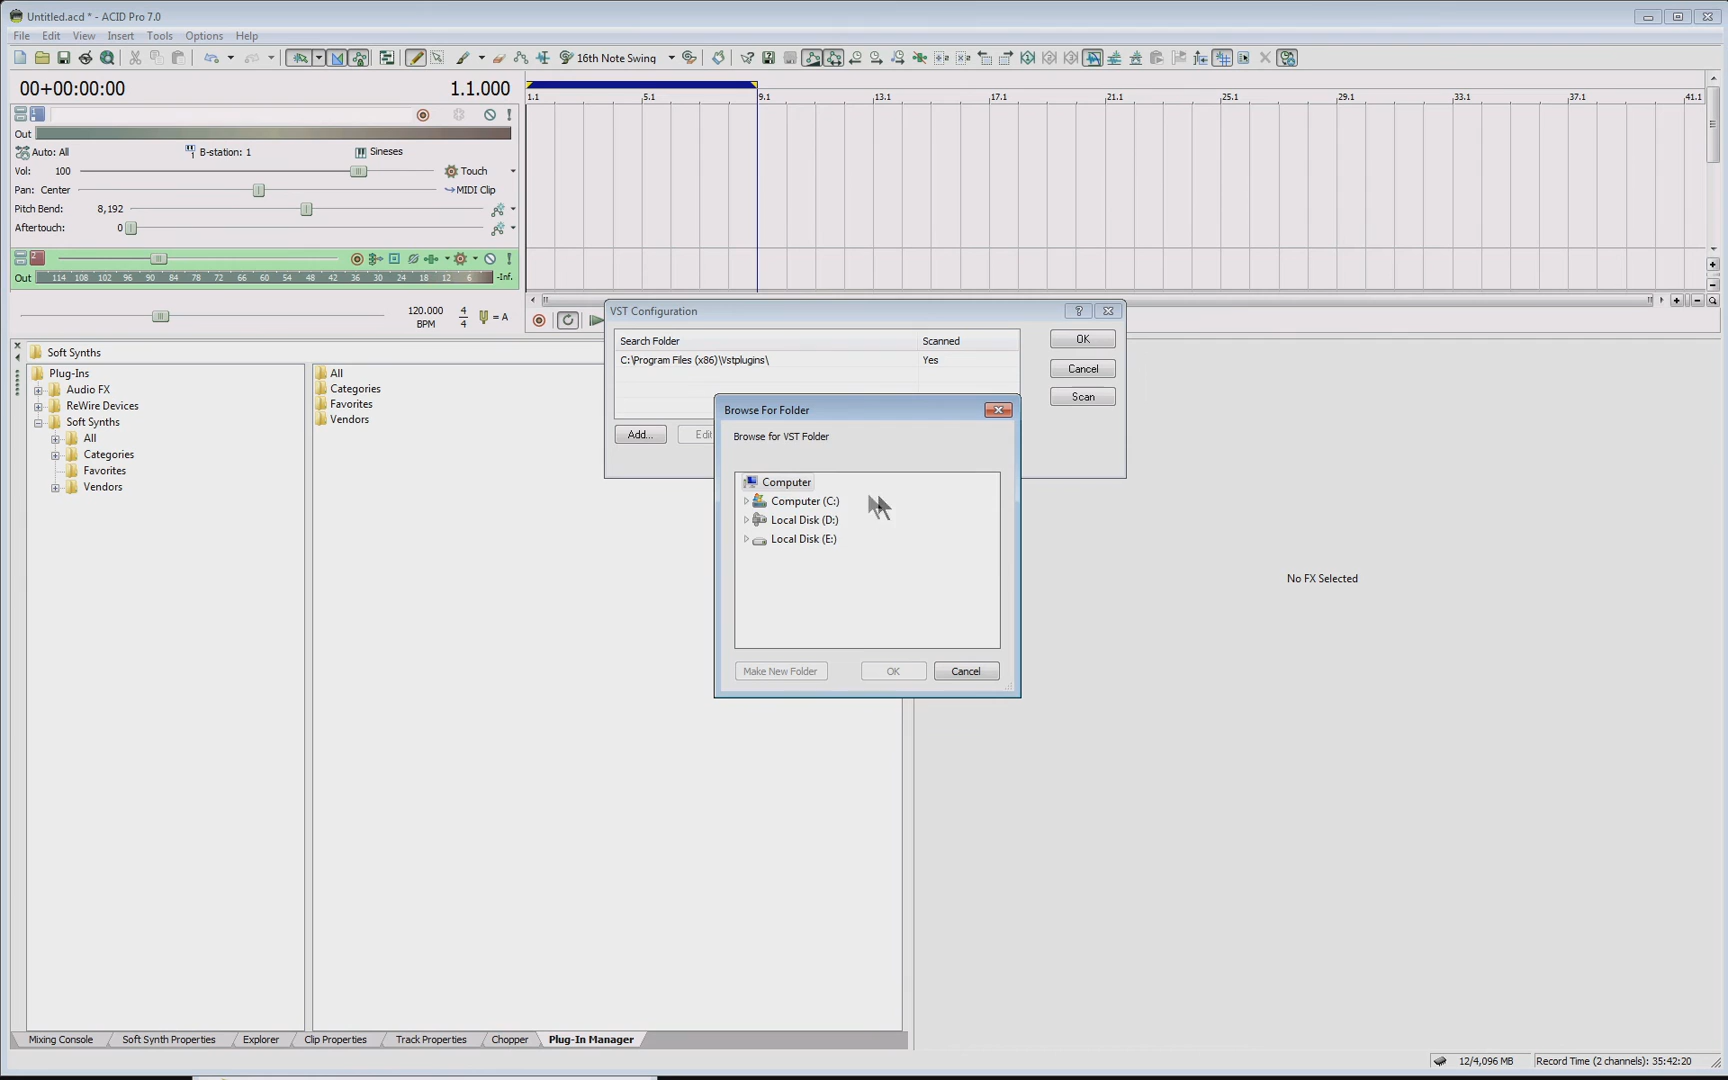 Untitled.acd * - ACID Pro 7.0
File Edit View Insert Tools Options Help
16th Note Swing
00+00:00:00 1.1.000
1.1 5.1 9.1 13.1 17.1 21.1 25.1 29.1 33.1 37.1 41.1
1
Out
Auto: All B-station: 1 Sineses
Vol: 100 Touch
Pan: Center MIDI Clip
Pitch Bend: 8,192
Aftertouch: 0
2
Out 114 108 102 96 90 84 78 72 66 60 54 48 42 36 30 24 18 12 6 -Inf.
120.000 BPM 4/4 = A
VST Configuration
Search Folder Scanned
C:\Program Files (x86)\Vstplugins\ Yes
OK
Cancel
Scan
Add... Edit
Browse For Folder
Browse for VST Folder
Computer
Computer (C:)
Local Disk (D:)
Local Disk (E:)
Make New Folder OK Cancel
Soft Synths
Plug-Ins
Audio FX
ReWire Devices
Soft Synths
All
Categories
Favorites
Vendors
All
Categories
Favorites
Vendors
No FX Selected
Mixing Console Soft Synth Properties Explorer Clip Properties Track Properties Chopper Plug-In Manager
12/4,096 MB Record Time (2 channels): 35:42:20